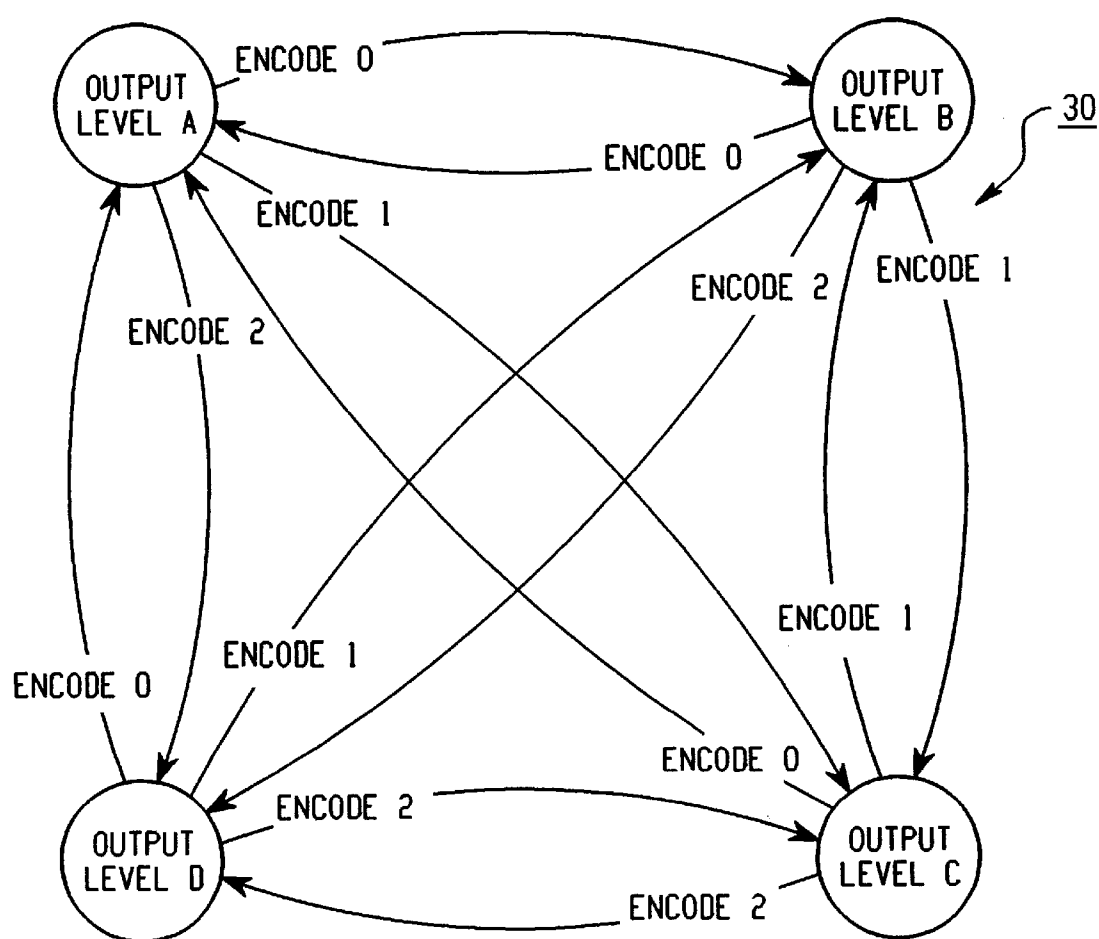 ENCODE 0
OUTPUT
LEVEL A
OUTPUT
LEVEL B
30
ENCODE 0
ENCODE 1
ENCODE 2
ENCODE 1
ENCODE 2
ENCODE 1
ENCODE 1
ENCODE 0
ENCODE 0
ENCODE 2
OUTPUT
LEVEL D
OUTPUT
LEVEL C
ENCODE 2